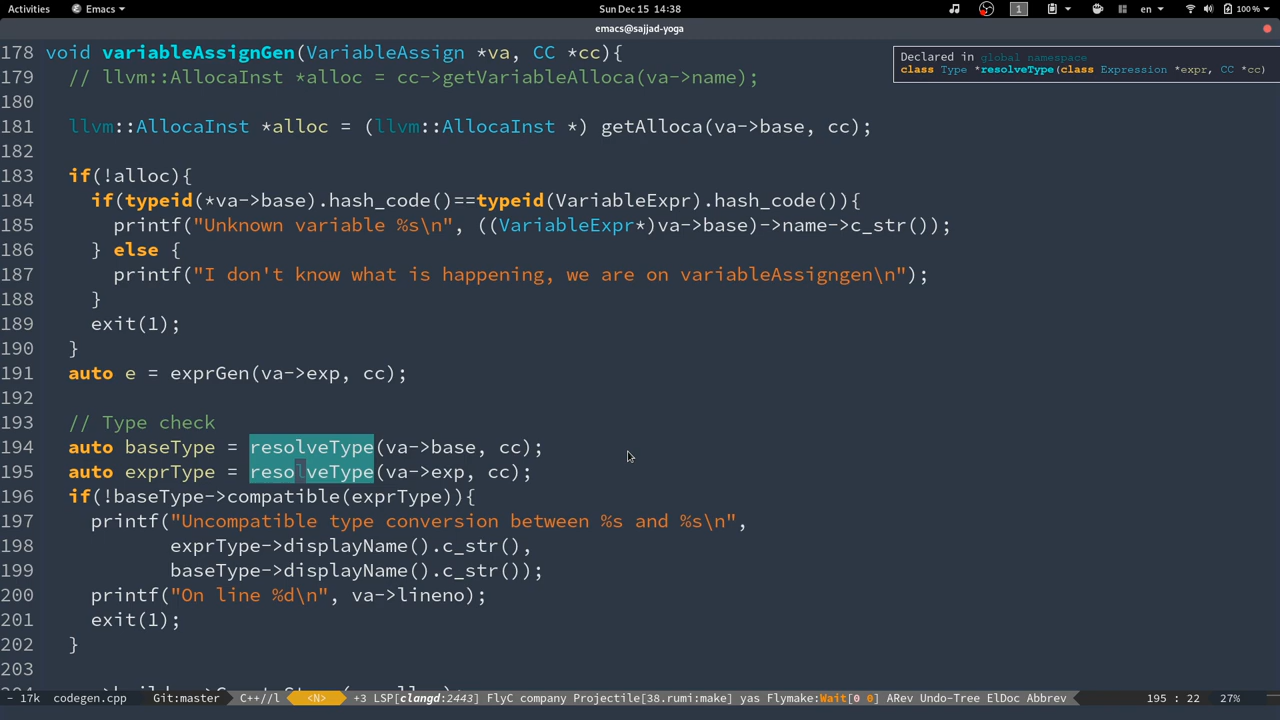 Activities Emacs Sun Dec 15 14:38 1 en 100 %
emacs@sajjad-yoga
178 void variableAssignGen(VariableAssign *va, CC *cc){
179 // llvm::AllocaInst *alloc = cc->getVariableAlloca(va->name);
180
181 llvm::AllocaInst *alloc = (llvm::AllocaInst *) getAlloca(va->base, cc);
182
183 if(!alloc){
184 if(typeid(*va->base).hash_code()==typeid(VariableExpr).hash_code()){
185 printf("Unknown variable %s\n", ((VariableExpr*)va->base)->name->c_str());
186 } else {
187 printf("I don't know what is happening, we are on variableAssigngen\n");
188 }
189 exit(1);
190 }
191 auto e = exprGen(va->exp, cc);
192
193 // Type check
194 auto baseType = resolveType(va->base, cc);
195 auto exprType = resolveType(va->exp, cc);
196 if(!baseType->compatible(exprType)){
197 printf("Uncompatible type conversion between %s and %s\n",
198 exprType->displayName().c_str(),
199 baseType->displayName().c_str());
200 printf("On line %d\n", va->lineno);
201 exit(1);
202 }
203
Declared in global namespace
class Type *resolveType(class Expression *expr, CC *cc)
- 17k codegen.cpp Git:master C++//l <N> +3 LSP[clangd:2443] FlyC company Projectile[38.rumi:make] yas Flymake:Wait[0 0] ARev Undo-Tree ElDoc Abbrev 195 : 22 27%